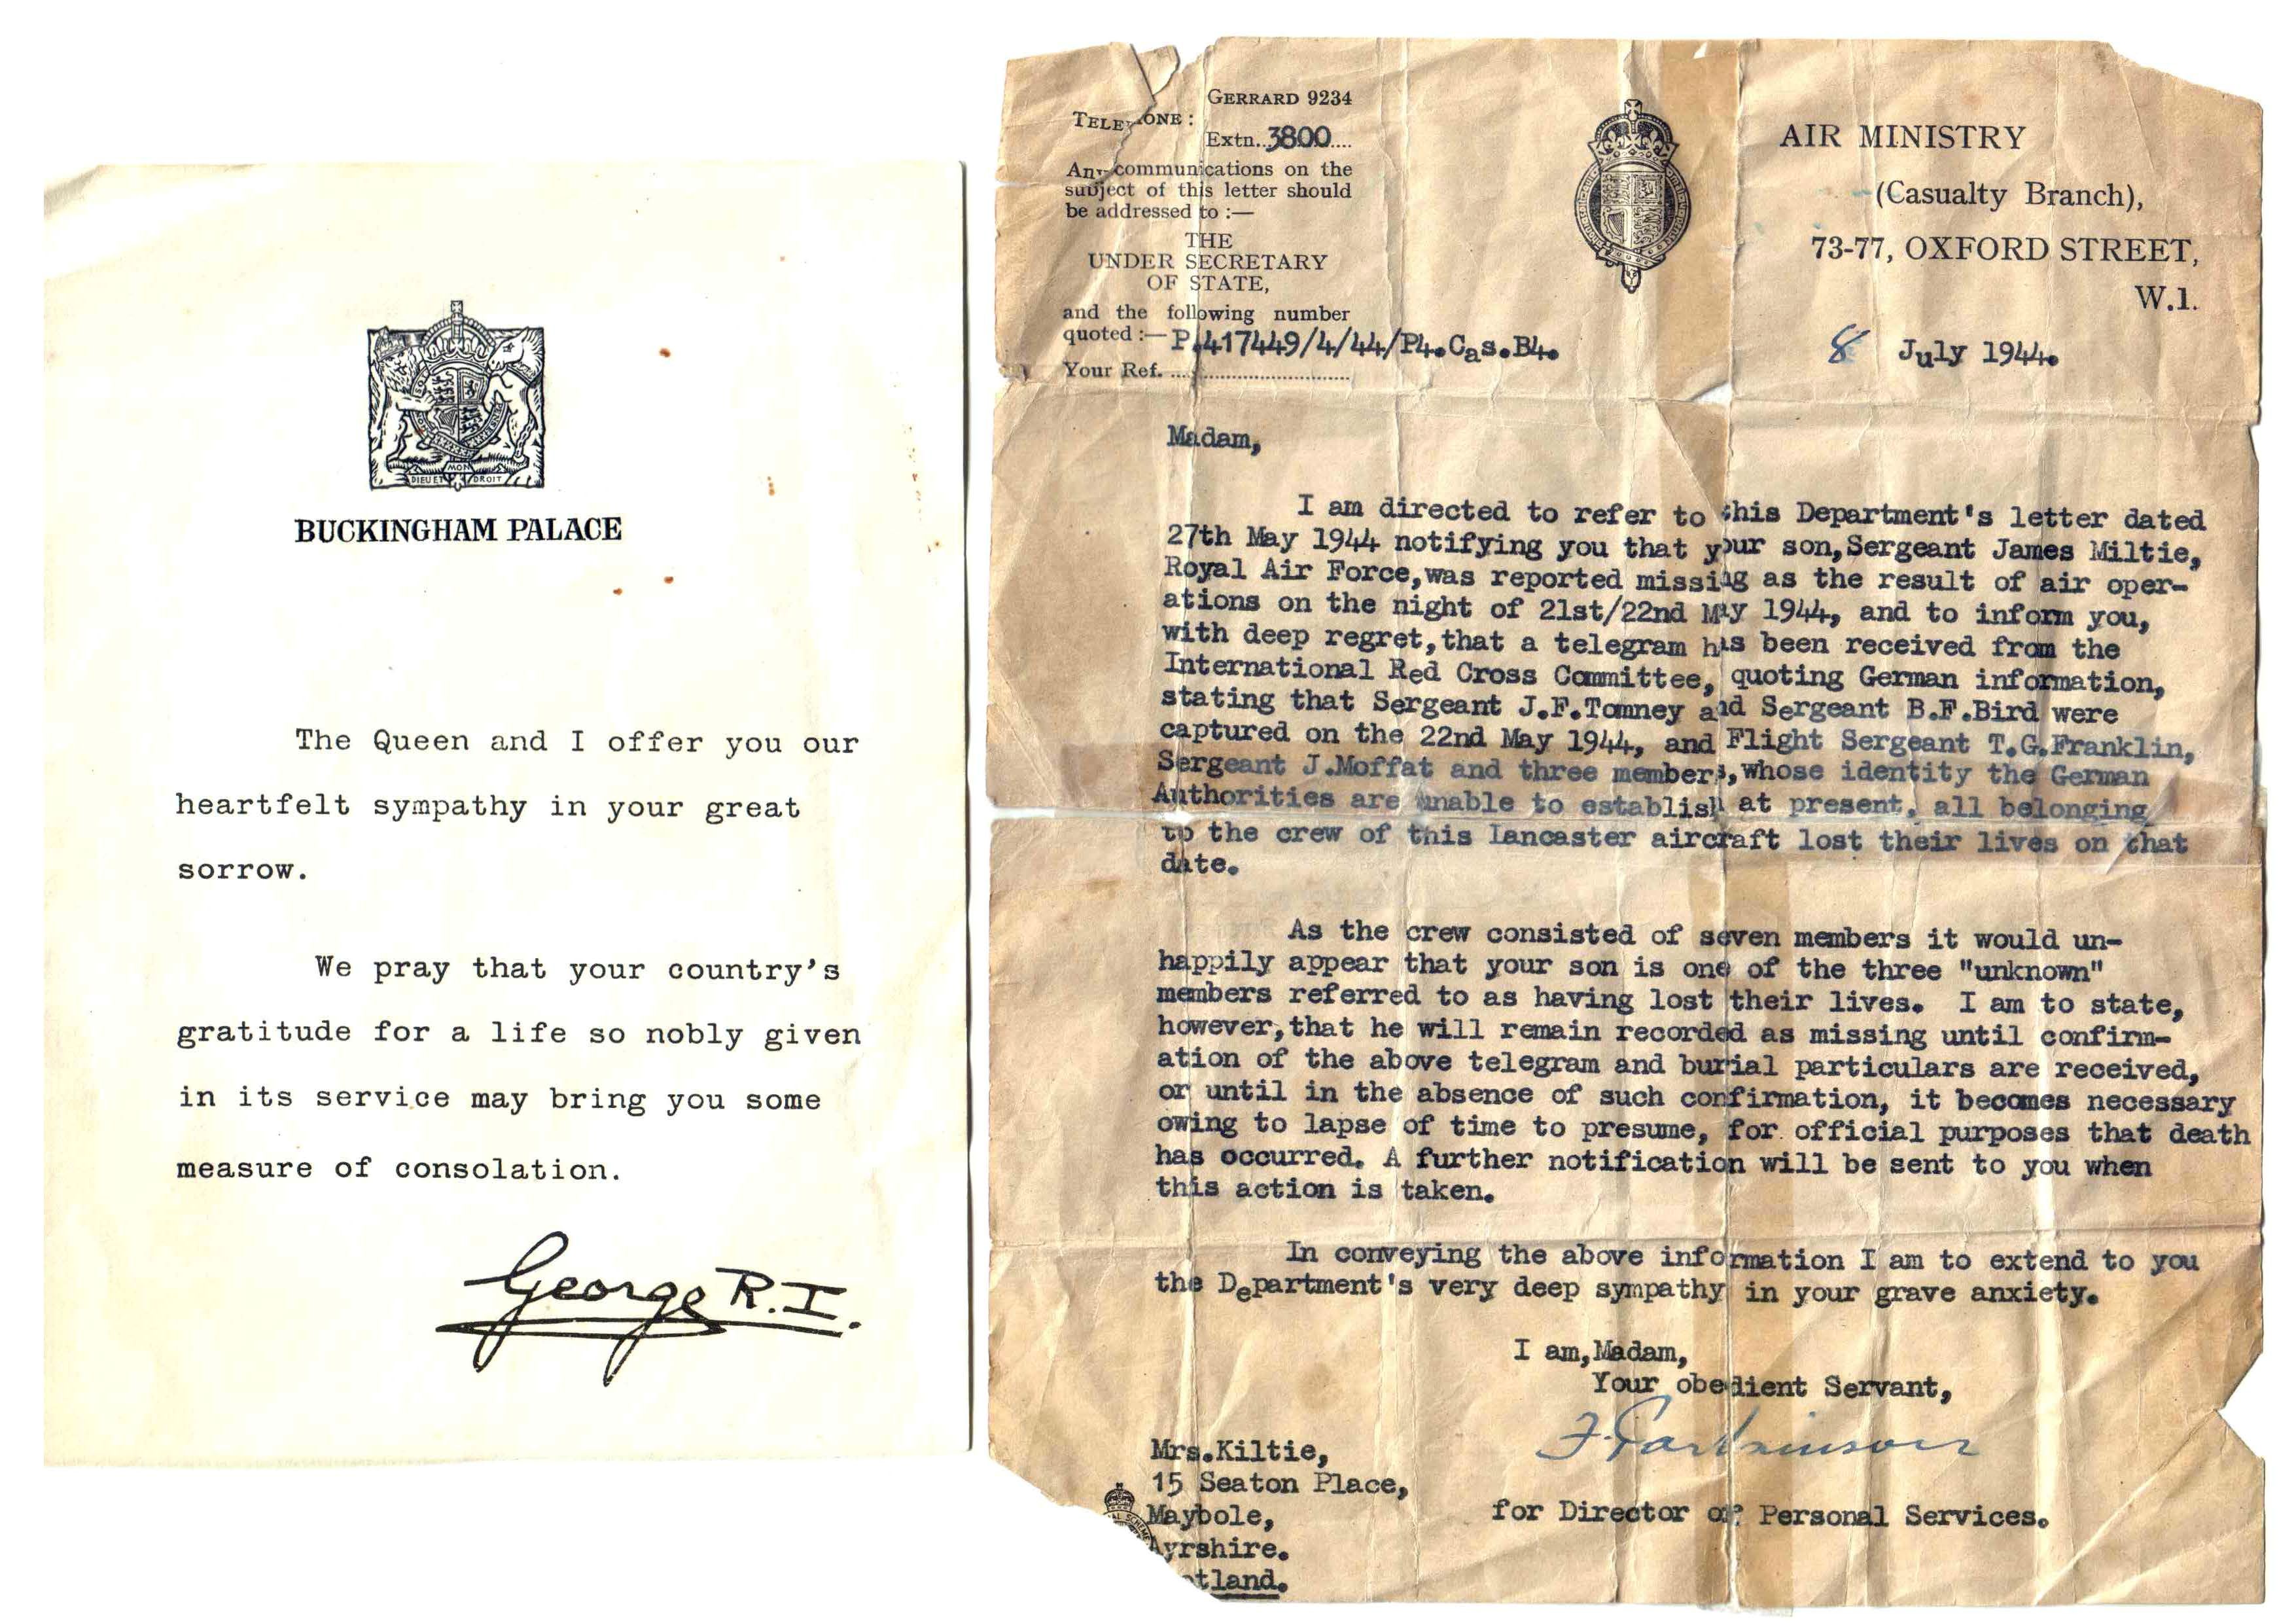 MON
DIEU ET DROIT
BUCKINGHAM PALACE
The Queen and I offer you our
heartfelt sympathy in your great
sorrow.
We pray that your country's
gratitude for a life so nobly given
in its service may bring you some
measure of consolation.
George R.I.
GERRARD 9234
TELEPHONE :
Extn. 3800
Any communications on the
subject of this letter should
be addressed to :—
THE
UNDER SECRETARY
OF STATE,
and the following number
quoted :— P.417449/4/44/P4.Cas.B4.
Your Ref.
AIR MINISTRY
(Casualty Branch),
73-77, OXFORD STREET,
W.1.
8 July 1944.
Madam,
I am directed to refer to this Department's letter dated
27th May 1944 notifying you that your son, Sergeant James Miltie,
Royal Air Force, was reported missing as the result of air oper-
ations on the night of 21st/22nd May 1944, and to inform you,
with deep regret, that a telegram has been received from the
International Red Cross Committee, quoting German information,
stating that Sergeant J.F.Tomney and Sergeant B.F.Bird were
captured on the 22nd May 1944, and Flight Sergeant T.G.Franklin,
Sergeant J.Moffat and three members, whose identity the German
Authorities are unable to establish at present, all belonging
to the crew of this Lancaster aircraft lost their lives on that
date.
As the crew consisted of seven members it would un-
happily appear that your son is one of the three "unknown"
members referred to as having lost their lives. I am to state,
however, that he will remain recorded as missing until confirm-
ation of the above telegram and burial particulars are received,
or until in the absence of such confirmation, it becomes necessary
owing to lapse of time to presume, for official purposes that death
has occurred. A further notification will be sent to you when
this action is taken.
In conveying the above information I am to extend to you
the Department's very deep sympathy in your grave anxiety.
I am, Madam,
Your obedient Servant,
for Director of Personal Services.
Mrs.Kiltie,
15 Seaton Place,
Maybole,
Ayrshire.
otland.